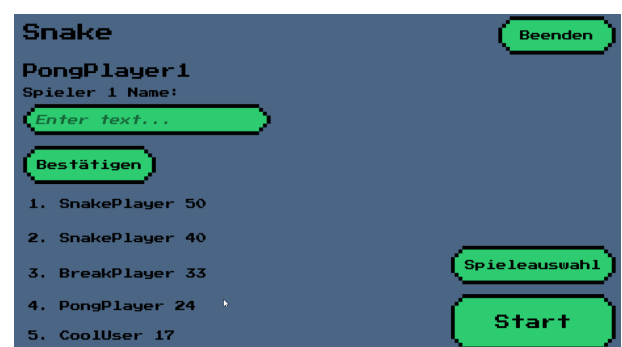 Snake
Beenden
PongPlayer1
Spieler 1 Name:
Enter text...
Bestätigen
1. SnakePlayer 50
2. SnakePlayer 40
3. BreakPlayer 33
4. PongPlayer 24
5. CoolUser 17
Spieleauswahl
Start